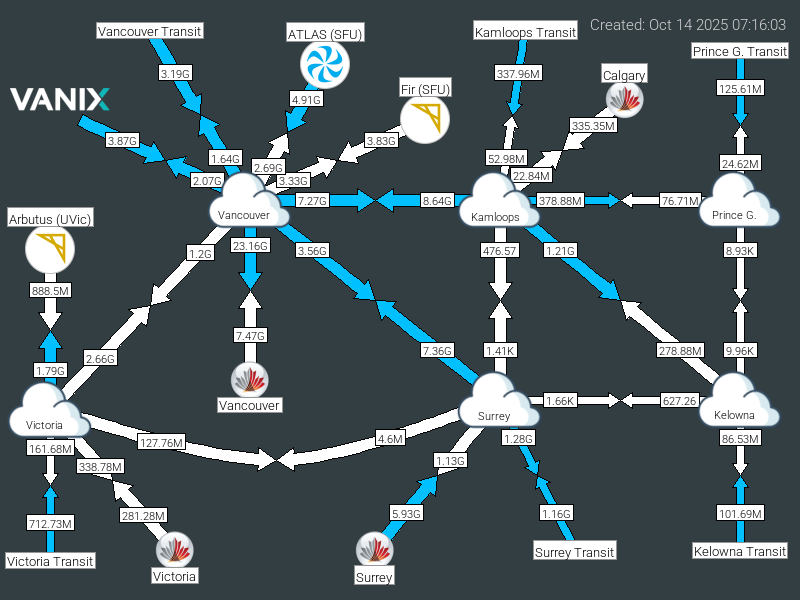 Created: Oct 14 2025 07:16:03
Vancouver Transit
ATLAS (SFU)
Kamloops Transit
Prince G. Transit
3.19G
337.96M
Calgary
4.91G
Fir (SFU)
125.61M
VANIX
3.87G
3.83G
335.35M
1.64G
2.69G
52.98M
24.62M
2.07G
3.33G
22.84M
7.27G
8.64G
378.88M
76.71M
Arbutus (UVic)
Vancouver
Kamloops
Prince G.
1.2G
23.16G
3.56G
476.57
1.21G
8.93K
888.5M
7.47G
2.66G
7.36G
1.41K
278.88M
9.96K
1.79G
Vancouver
1.66K
627.26
Victoria
Surrey
Kelowna
161.68M
127.76M
4.6M
1.28G
86.53M
338.78M
1.13G
712.73M
281.28M
5.93G
1.16G
101.69M
Victoria Transit
Victoria
Surrey
Surrey Transit
Kelowna Transit